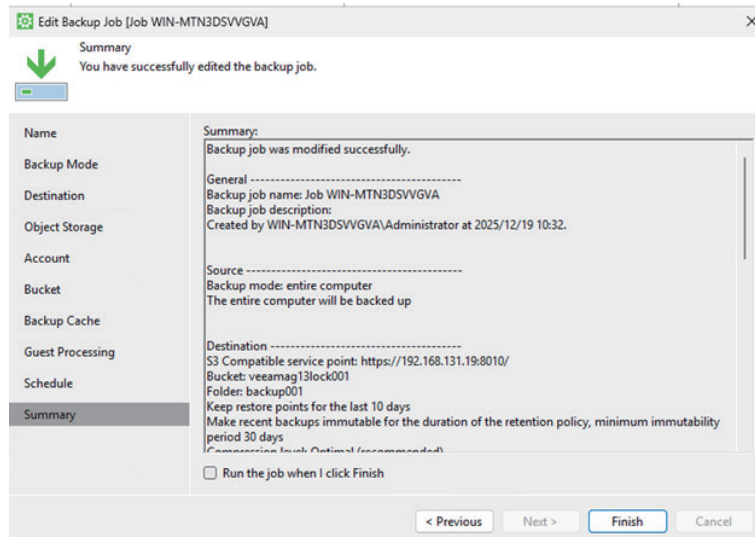 Edit Backup Job [Job WIN-MTN3DSVVGVA]
Summary
You have successfully edited the backup job.
Name
Backup Mode
Destination
Object Storage
Account
Bucket
Backup Cache
Guest Processing
Schedule
Summary
Summary:
Backup job was modified successfully.
General ------------------------------------------
Backup job name: Job WIN-MTN3DSVVGVA
Backup job description:
Created by WIN-MTN3DSVVGVA\Administrator at 2025/12/19 10:32.
Source -------------------------------------------
Backup mode: entire computer
The entire computer will be backed up
Destination --------------------------------------
S3 Compatible service point: https://192.168.131.19:8010/
Bucket: veeamag13lock001
Folder: backup001
Keep restore points for the last 10 days
Make recent backups immutable for the duration of the retention policy, minimum immutability
period 30 days
Compression level: Optimal (recommended)
Run the job when I click Finish
< Previous
Next >
Finish
Cancel